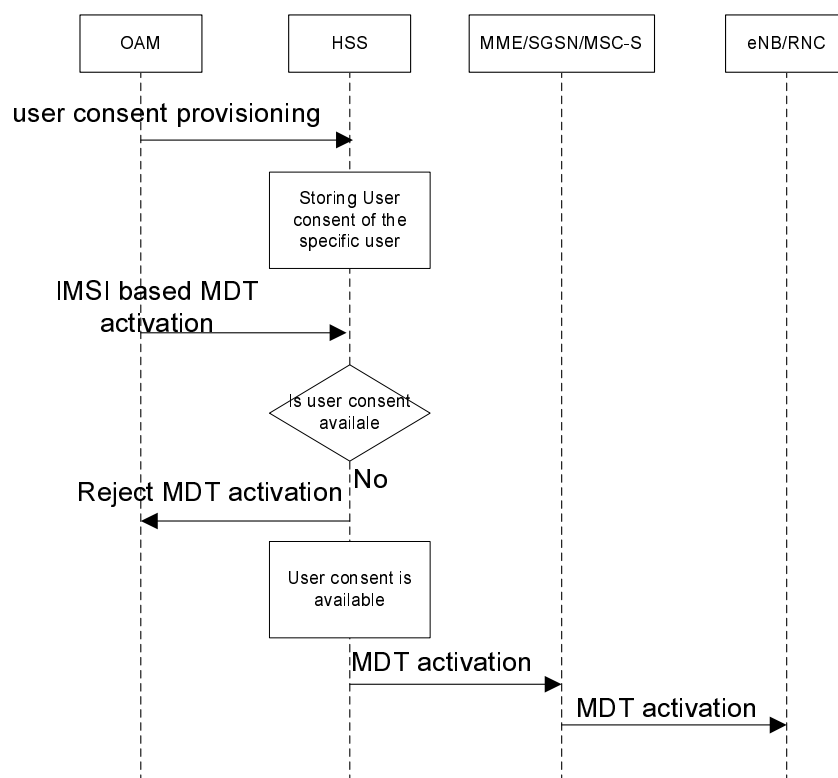 OAM
HSS
MME/SGSN/MSC-S
eNB/RNC
user consent provisioning
Storing User
consent of the
specific user
IMSI based MDT
activation
Is user consent
availale
No
Reject MDT activation
User consent is
available
MDT activation
MDT activation